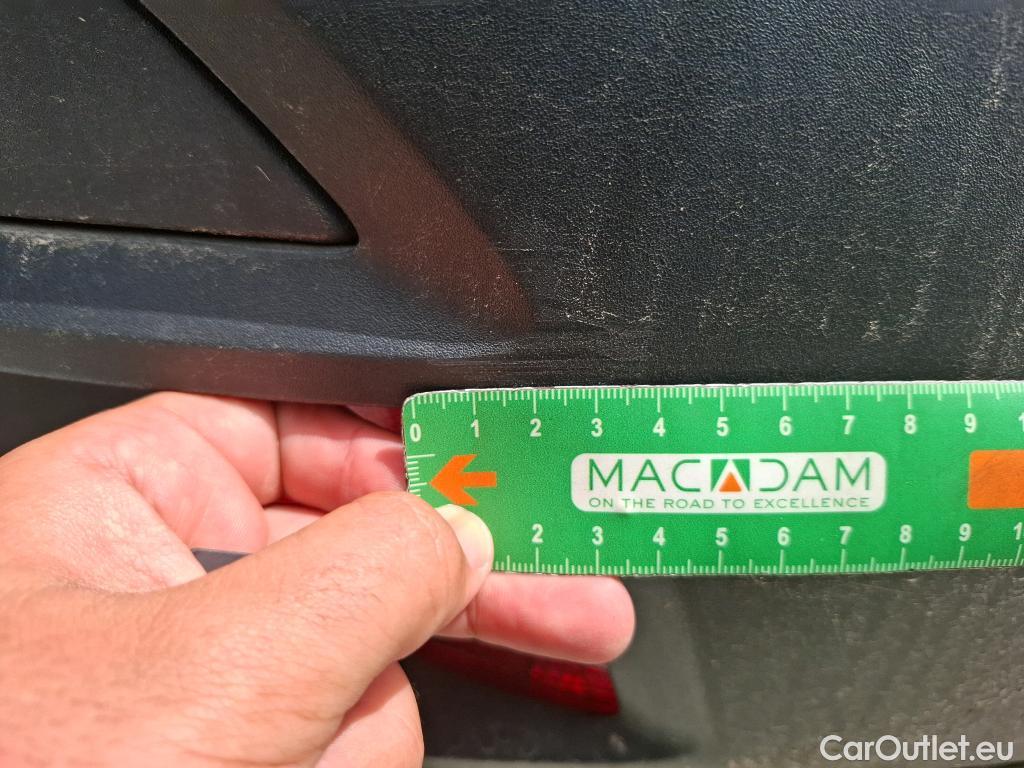 0 1 2 3 4 5 6 7 8 9
MACADAM
ON THE ROAD TO EXCELLENCE
2 3 4 5 6 7 8 9
CarOutlet.eu